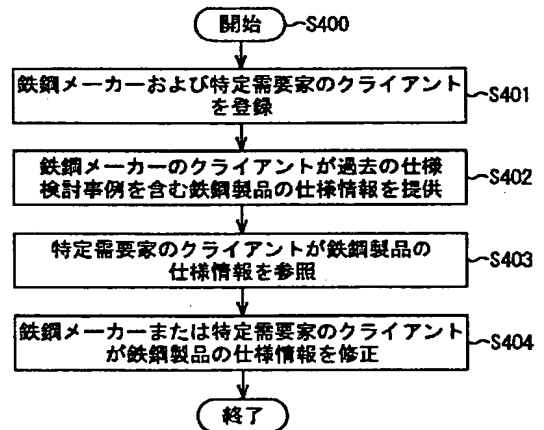 開始
S400
鉄鋼メーカーおよび特定需要家のクライアント
を登録
S401
鉄鋼メーカーのクライアントが過去の仕様
検討事例を含む鉄鋼製品の仕様情報を提供
S402
特定需要家のクライアントが鉄鋼製品の
仕様情報を参照
S403
鉄鋼メーカーまたは特定需要家のクライアント
が鉄鋼製品の仕様情報を修正
S404
終了